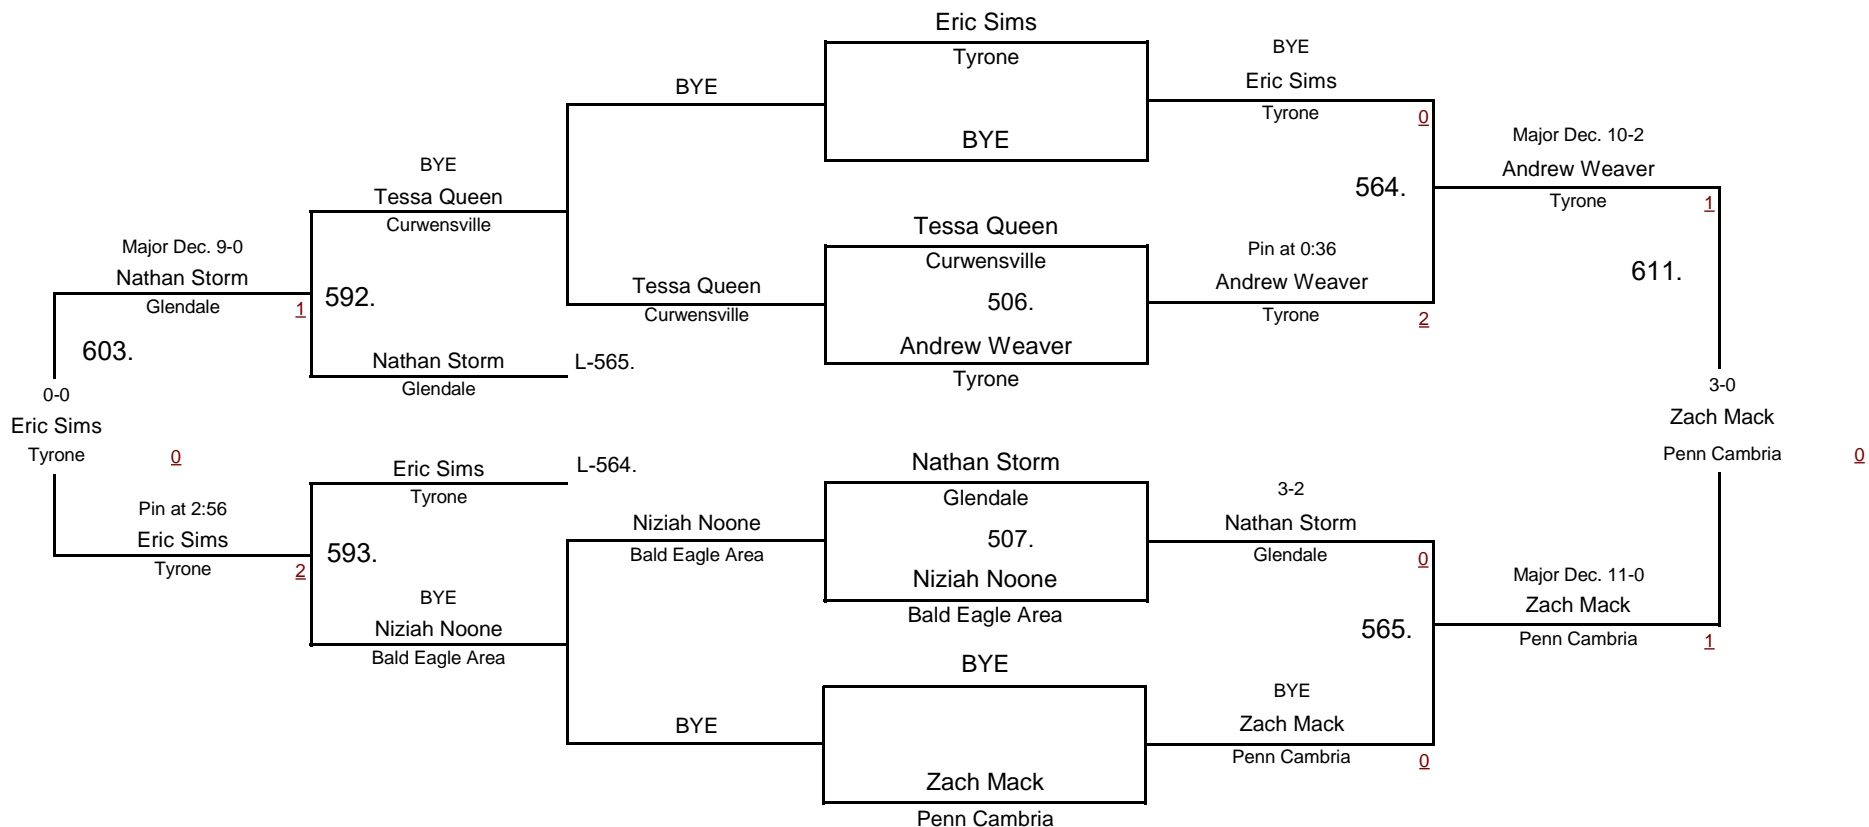 Eric Sims
Tyrone
BYE
BYE
Eric Sims
Tyrone
0
BYE
564.
Major Dec. 10-2
Andrew Weaver
Tyrone
1
BYE
Tessa Queen
Curwensville
Tessa Queen
Curwensville
506.
Andrew Weaver
Tyrone
Pin at 0:36
Andrew Weaver
Tyrone
2
611.
Major Dec. 9-0
Nathan Storm
Glendale
1
592.
Tessa Queen
Curwensville
603.
Nathan Storm
Glendale
L-565.
0-0
Eric Sims
Tyrone
0
3-0
Zach Mack
Penn Cambria
0
Eric Sims
Tyrone
L-564.
Nathan Storm
Glendale
507.
Niziah Noone
Bald Eagle Area
3-2
Nathan Storm
Glendale
0
Pin at 2:56
Eric Sims
Tyrone
2
593.
Niziah Noone
Bald Eagle Area
BYE
Niziah Noone
Bald Eagle Area
565.
Major Dec. 11-0
Zach Mack
Penn Cambria
1
BYE
BYE
BYE
Zach Mack
Penn Cambria
0
Zach Mack
Penn Cambria